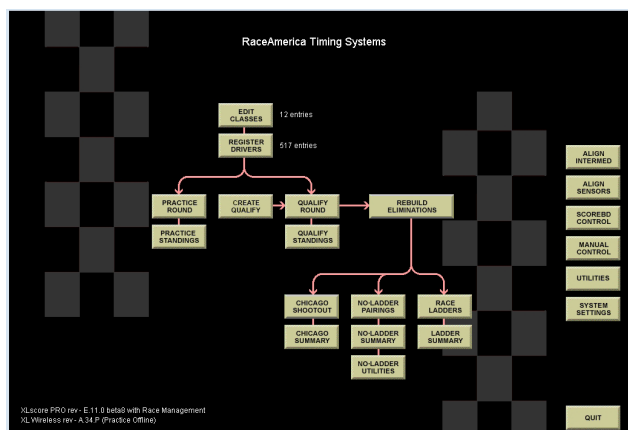 RaceAmerica Timing Systems
EDIT
CLASSES
12 entries
REGISTER
DRIVERS
517 entries
PRACTICE
ROUND
CREATE
QUALIFY
QUALIFY
ROUND
REBUILD
ELIMINATIONS
PRACTICE
STANDINGS
QUALIFY
STANDINGS
CHICAGO
SHOOTOUT
NO-LADDER
PAIRINGS
RACE
LADDERS
CHICAGO
SUMMARY
NO-LADDER
SUMMARY
LADDER
SUMMARY
NO-LADDER
UTILITIES
ALIGN
INTERMED
ALIGN
SENSORS
SCOREBD
CONTROL
MANUAL
CONTROL
UTILITIES
SYSTEM
SETTINGS
QUIT
XLscore PRO rev - E.11.0 beta8 with Race Management
XL Wireless rev - A.34.P (Practice Offline)